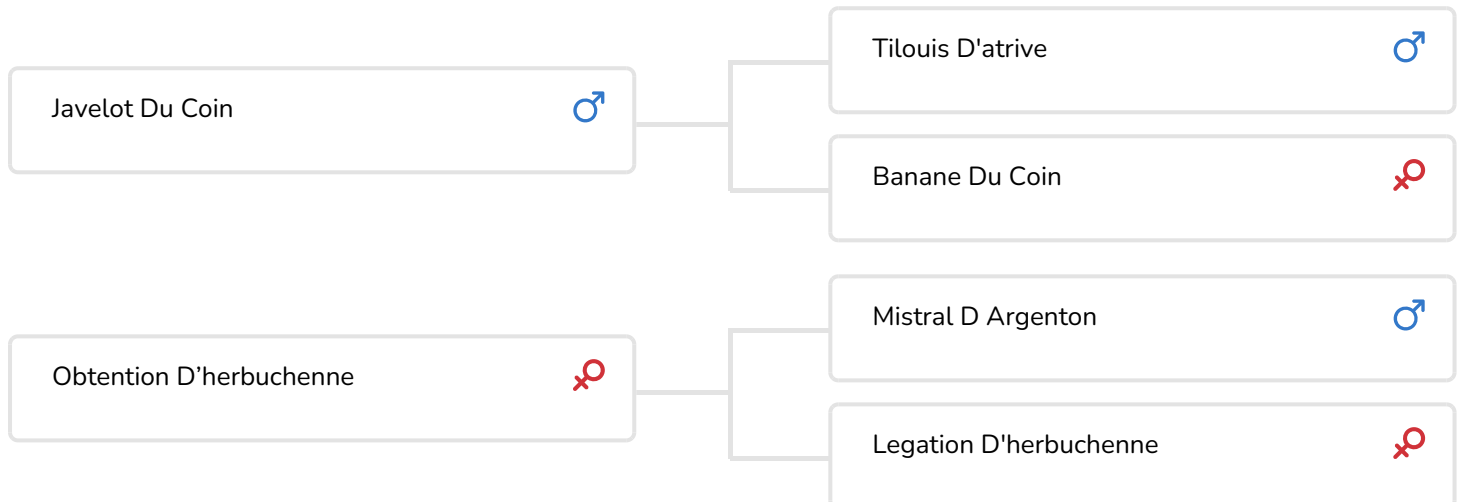 Tilouis D'atrive
Javelot Du Coin
Banane Du Coin
Mistral D Argenton
Obtention D’herbuchenne
Legation D'herbuchenne